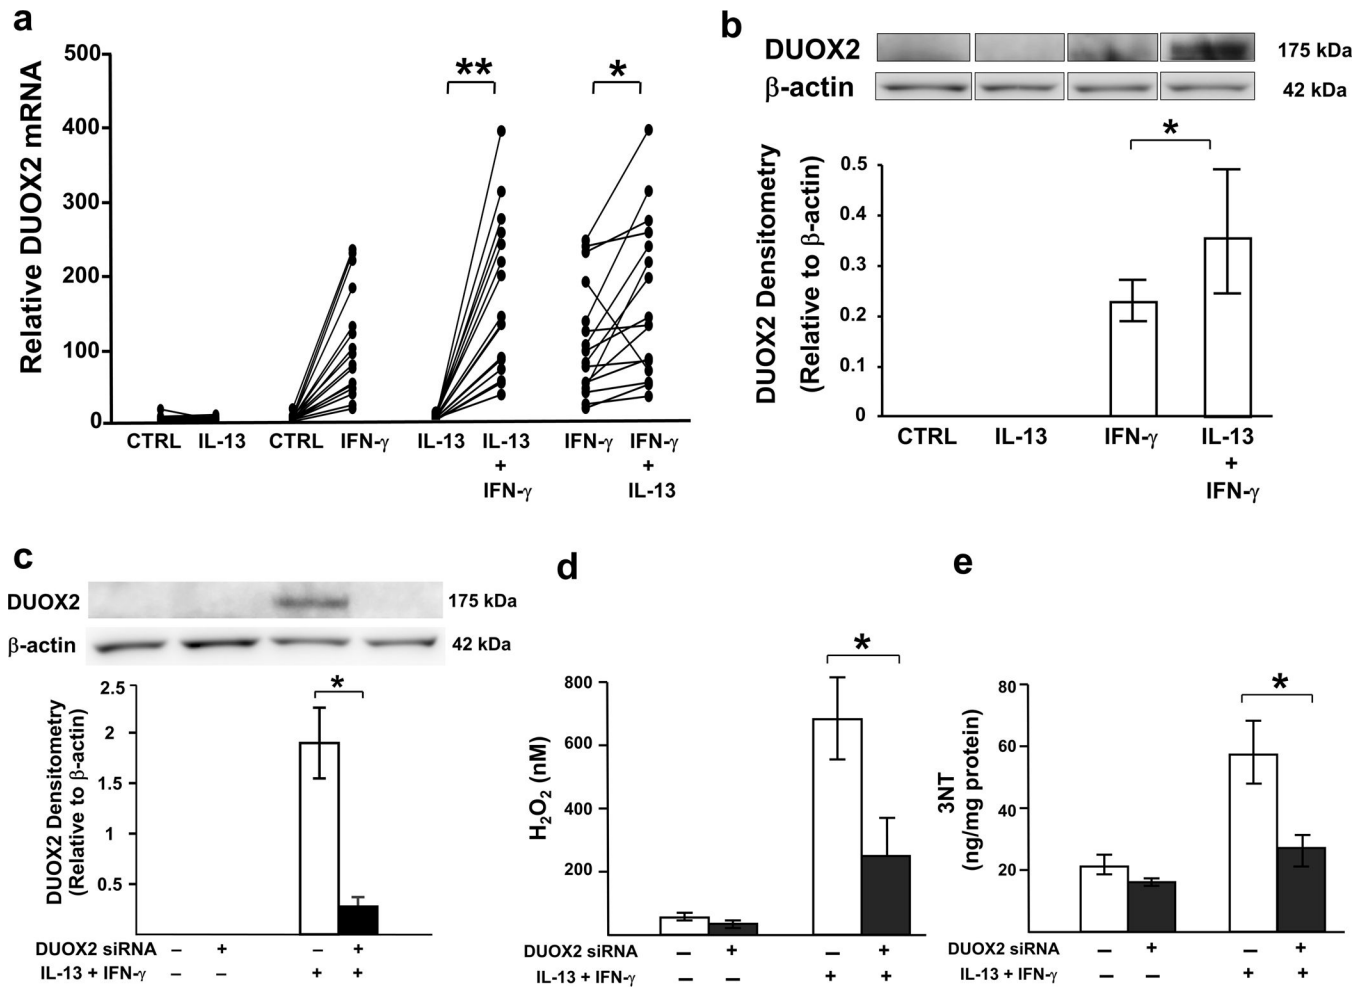 a
Relative DUOX2 mRNA
500
400
300
200
100
0
** *
CTRL IL-13 CTRL IFN-γ IL-13 IL-13 IFN-γ IFN-γ
+ +
IFN-γ IL-13
b
DUOX2 175 kDa
β-actin 42 kDa
DUOX2 Densitometry
(Relative to β-actin)
*
0.5
0.4
0.3
0.2
0.1
0
CTRL IL-13 IFN-γ IL-13
+
IFN-γ
c
DUOX2 175 kDa
β-actin 42 kDa
DUOX2 Densitometry
(Relative to β-actin)
*
2.5
2
1.5
1
0.5
DUOX2 siRNA – + – +
IL-13 + IFN-γ – – + +
d
H₂O₂ (nM)
*
800
600
400
200
DUOX2 siRNA – + – +
IL-13 + IFN-γ – – + +
e
3NT
(ng/mg protein)
*
80
60
40
20
DUOX2 siRNA – + – +
IL-13 + IFN-γ – – + +